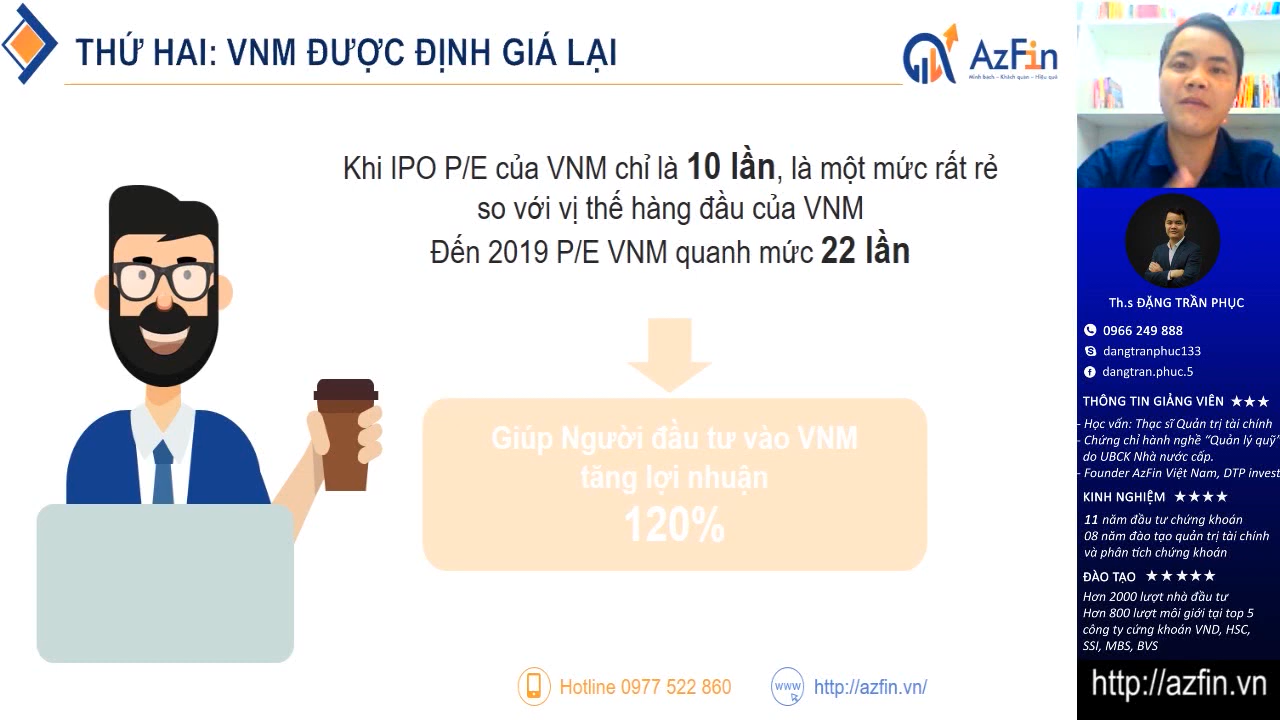 THỨ HAI: VNM ĐƯỢC ĐỊNH GIÁ LẠI
AzFin
Minh bạch – Khách quan – Hiệu quả
Khi IPO P/E của VNM chỉ là 10 lần, là một mức rất rẻ
so với vị thế hàng đầu của VNM
Đến 2019 P/E VNM quanh mức 22 lần
Giúp Người đầu tư vào VNM
tăng lợi nhuận
120%
Hotline 0977 522 860
www
http://azfin.vn/
Th.s ĐẶNG TRẦN PHỤC
0966 249 888
dangtranphuc133
dangtran.phuc.5
THÔNG TIN GIẢNG VIÊN ★★★
- Học vấn: Thạc sĩ Quản trị tài chính
- Chứng chỉ hành nghề "Quản lý quỹ"
do UBCK Nhà nước cấp.
- Founder AzFin Việt Nam, DTP invest
KINH NGHIỆM ★★★★
11 năm đầu tư chứng khoán
08 năm đào tạo quản trị tài chính
và phân tích chứng khoán
ĐÀO TẠO ★★★★★
Hơn 2000 lượt nhà đầu tư
Hơn 800 lượt môi giới tại top 5
công ty cứng khoán VND, HSC,
SSI, MBS, BVS
http://azfin.vn